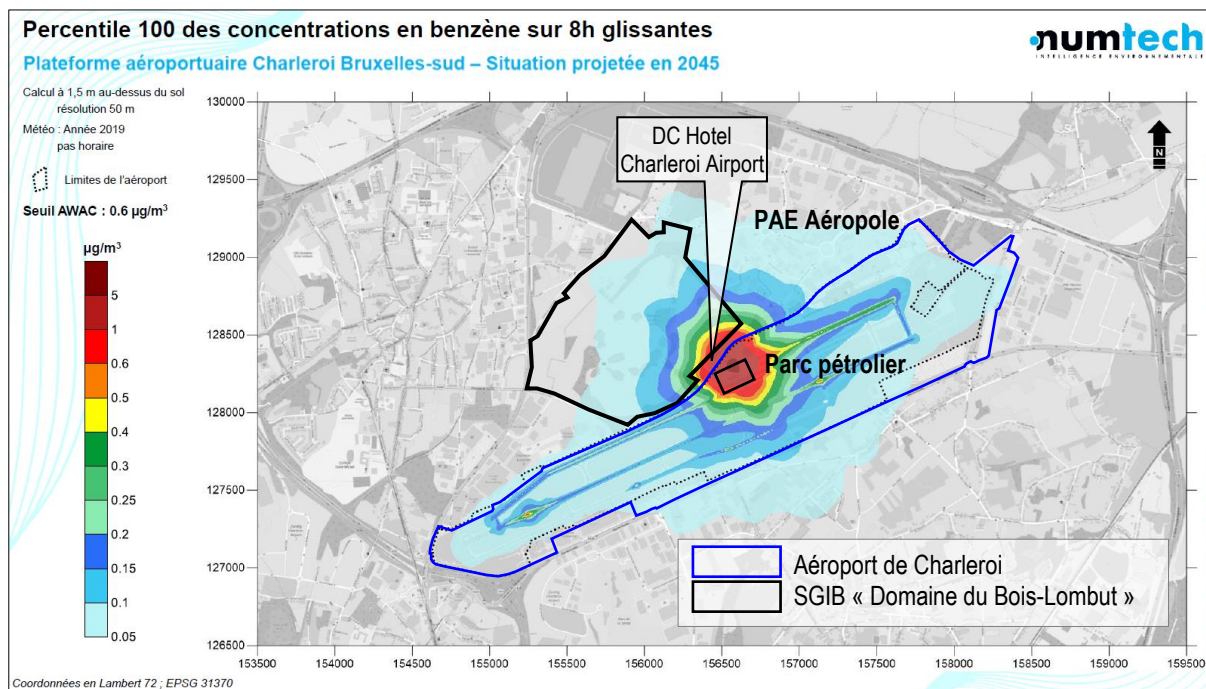 Percentile 100 des concentrations en benzène sur 8h glissantes
Plateforme aéroportuaire Charleroi Bruxelles-sud – Situation projetée en 2045
numtech
INTELLIGENCE ENVIRONNEMENTALE
Calcul à 1,5 m au-dessus du sol
résolution 50 m
Météo : Année 2019
pas horaire
Limites de l'aéroport
Seuil AWAC : 0.6 µg/m³
µg/m³
5
1
0.6
0.5
0.4
0.3
0.25
0.2
0.15
0.1
0.05
130000
129500
129000
128500
128000
127500
127000
126500
DC Hotel
Charleroi Airport
PAE Aéropole
Parc pétrolier
N
Aéroport de Charleroi
SGIB « Domaine du Bois-Lombut »
153500 154000 154500 155000 155500 156000 156500 157000 157500 158000 158500 159000 159500
Coordonnées en Lambert 72 ; EPSG 31370